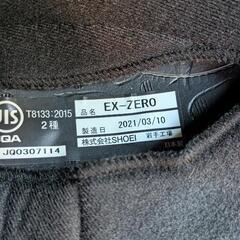 JIS
T8133:2015
JQA
2種
JQ0307114
品名 EX-ZERO
製造日 2021/03/10
株式会社SHOEI 岩手工場
日本製